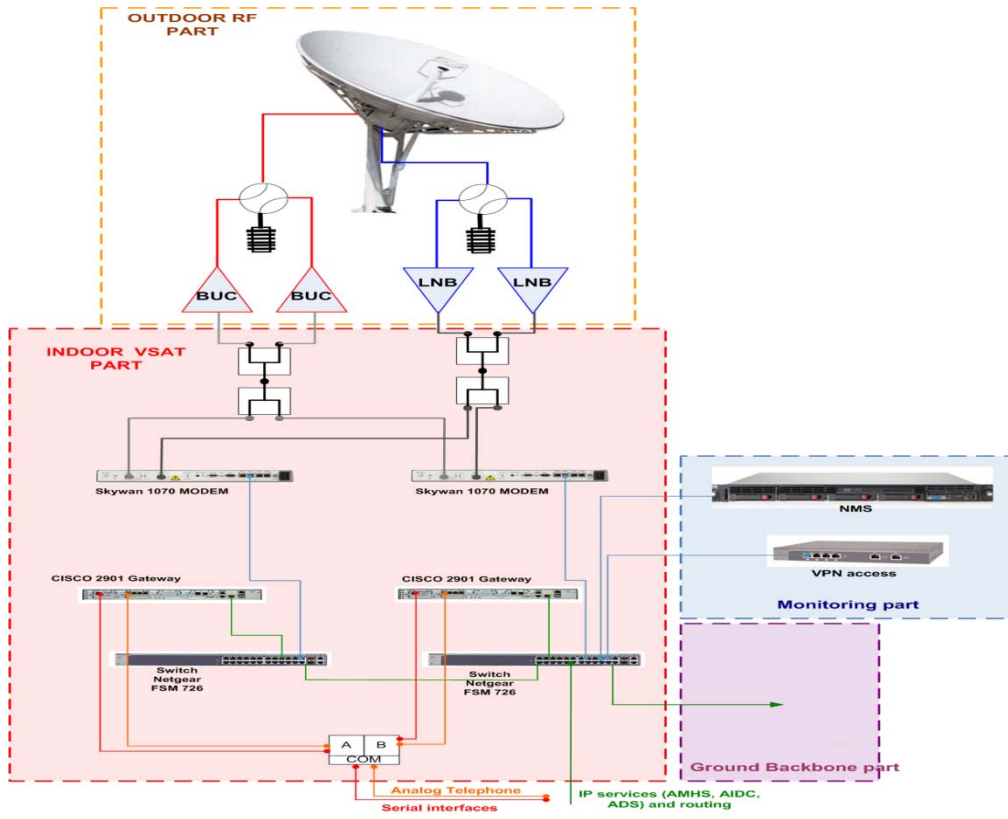 OUTDOOR RF
PART
BUC
BUC
LNB
LNB
INDOOR VSAT
PART
Skywan 1070 MODEM
Skywan 1070 MODEM
NMS
VPN access
Monitoring part
CISCO 2901 Gateway
CISCO 2901 Gateway
Switch
Netgear
FSM 726
Switch
Netgear
FSM 726
A
B
COM
Ground Backbone part
Analog Telephone
Serial interfaces
IP services (AMHS, AIDC,
ADS) and routing